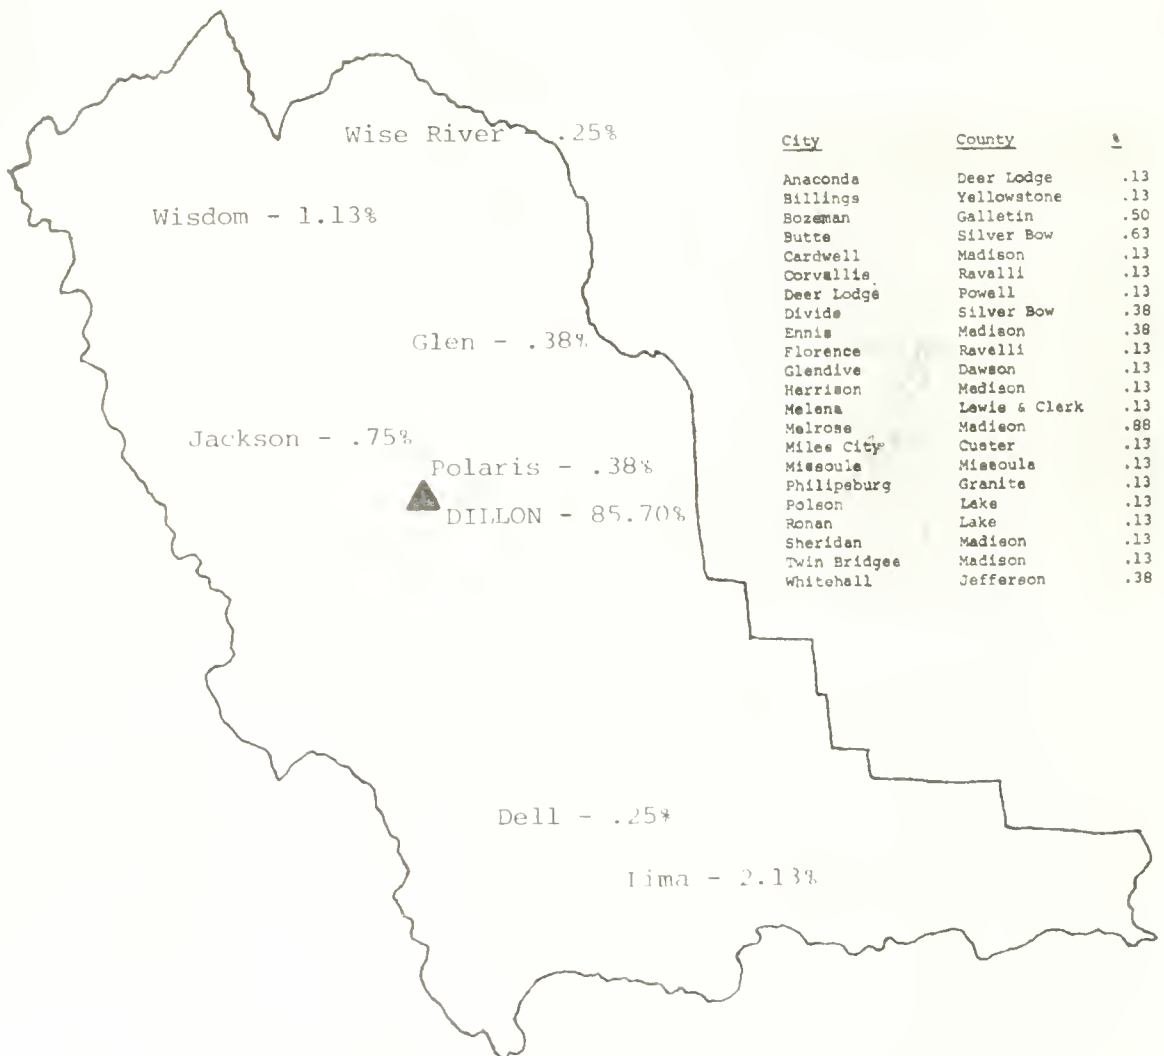 Wise River - .25%
Wisdom - 1.13%
Glen - .38%
Jackson - .75%
Polaris - .38%
DILLON - 85.70%
Dell - .25%
Lima - 2.13%
City County %
Anaconda Deer Lodge .13
Billings Yellowstone .13
Bozeman Galletin .50
Butte Silver Bow .63
Cardwell Madison .13
Corvallis Ravalli .13
Deer Lodge Powell .13
Divide Silver Bow .38
Ennis Madison .38
Florence Ravalli .13
Glendive Dawson .13
Harrison Madison .13
Melena Lewis & Clark .13
Melrose Madison .88
Miles City Custer .13
Missoula Missoula .13
Philipsburg Granite .13
Polson Lake .13
Ronan Lake .13
Sheridan Madison .13
Twin Bridges Madison .13
Whitehall Jefferson .38